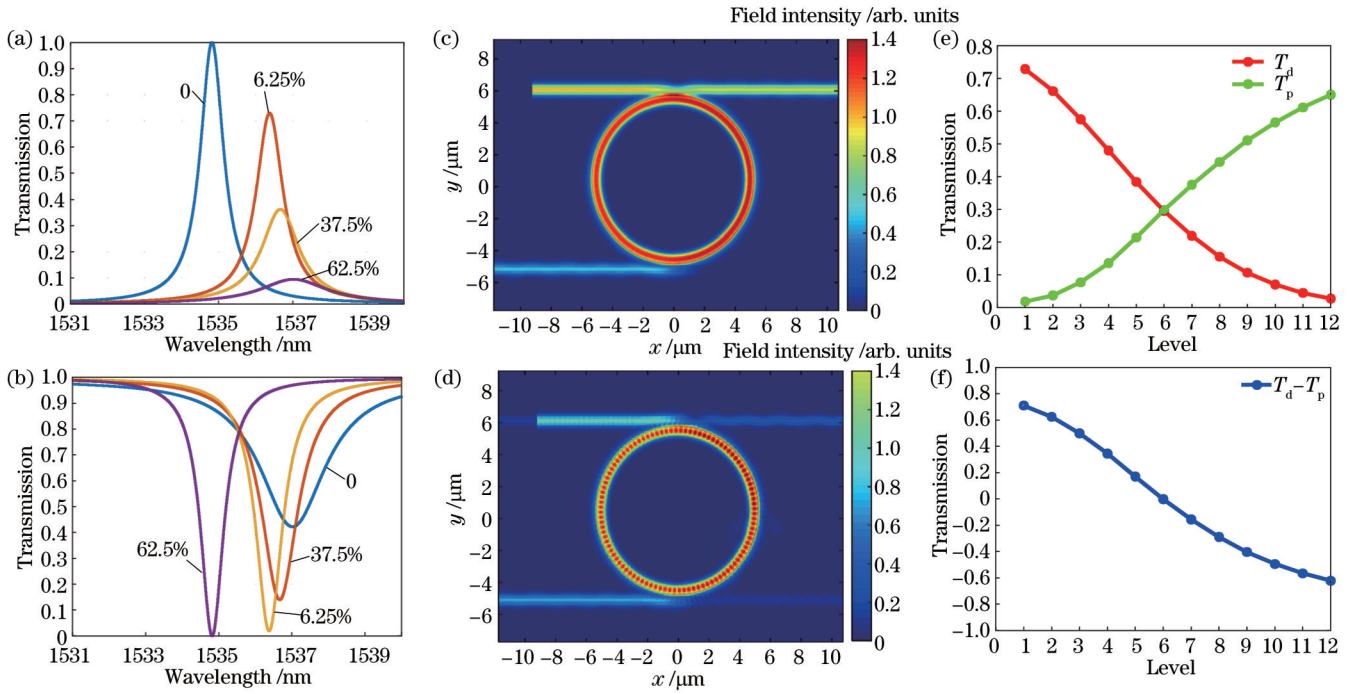 (a)
1.0
0.9
0.8
0.7
0.6
0.5
0.4
0.3
0.2
0.1
0
Transmission
0
6.25%
37.5%
62.5%
1531 1533 1535 1537 1539
Wavelength /nm
(b)
1.0
0.9
0.8
0.7
0.6
0.5
0.4
0.3
0.2
0.1
0
Transmission
0
62.5%
37.5%
6.25%
1531 1533 1535 1537 1539
Wavelength /nm
(c)
Field intensity /arb. units
8
6
4
2
0
−2
−4
−6
y /μm
−10 −8 −6 −4 −2 0 2 4 6 8 10
x /μm
1.4
1.2
1.0
0.8
0.6
0.4
0.2
0
(d)
Field intensity /arb. units
8
6
4
2
0
−2
−4
−6
y /μm
−10 −8 −6 −4 −2 0 2 4 6 8 10
x /μm
1.4
1.2
1.0
0.8
0.6
0.4
0.2
0
(e)
0.8
0.7
0.6
0.5
0.4
0.3
0.2
0.1
0
Transmission
Td
Tp
0 1 2 3 4 5 6 7 8 9 10 11 12
Level
(f)
1.0
0.8
0.6
0.4
0.2
0
−0.2
−0.4
−0.6
−0.8
−1.0
Transmission
Td−Tp
0 1 2 3 4 5 6 7 8 9 10 11 12
Level